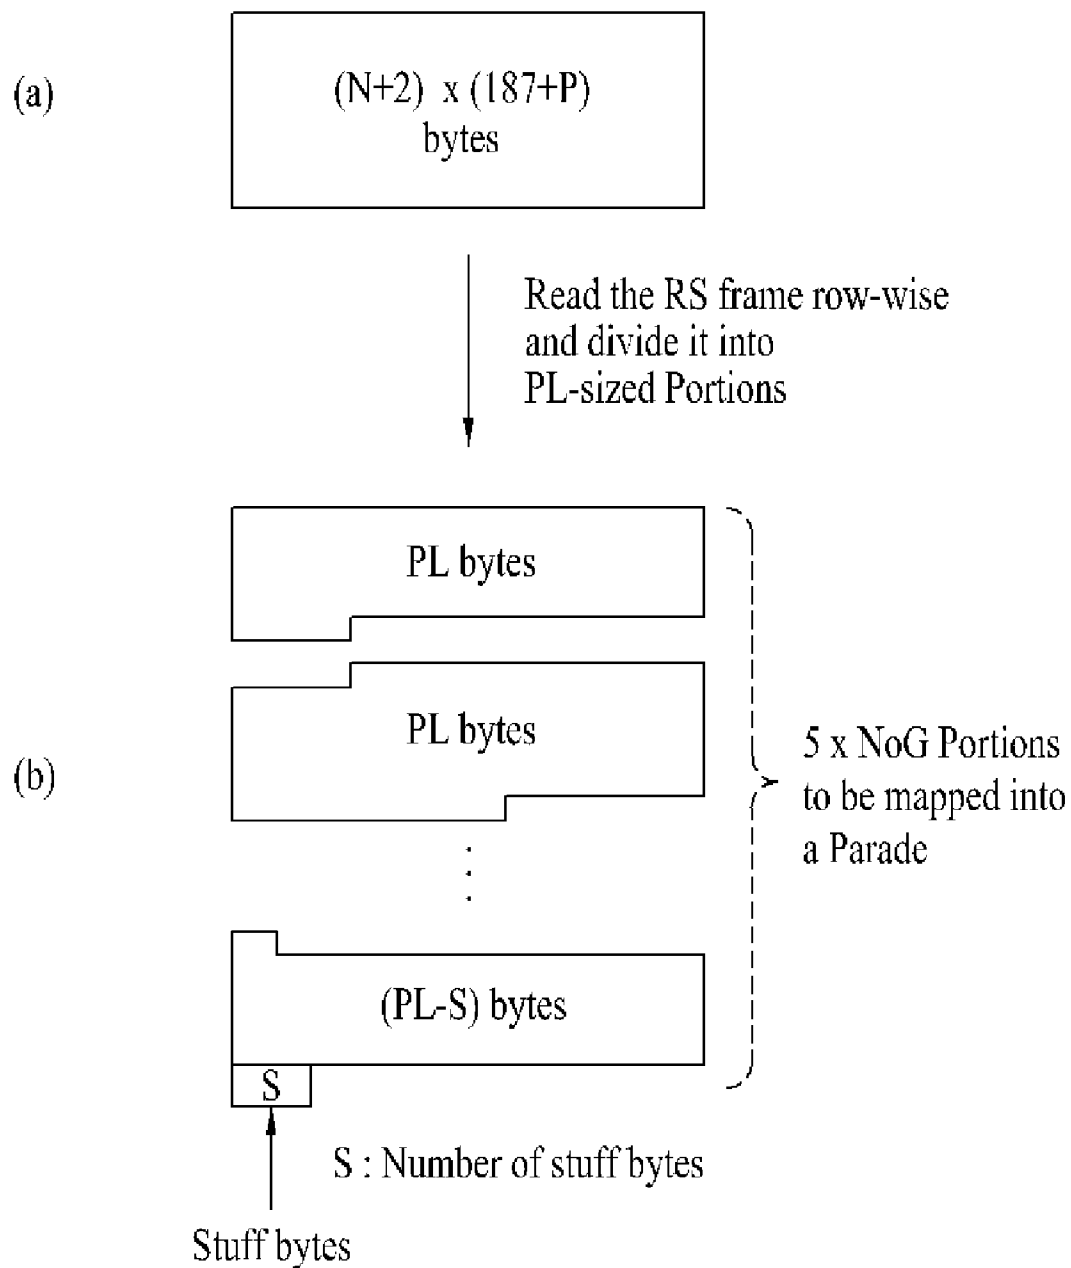 (a)
(N+2) x (187+P)
bytes
Read the RS frame row-wise
and divide it into
PL-sized Portions
PL bytes
PL bytes
(b)
5 x NoG Portions
to be mapped into
a Parade
(PL-S) bytes
S
S : Number of stuff bytes
Stuff bytes